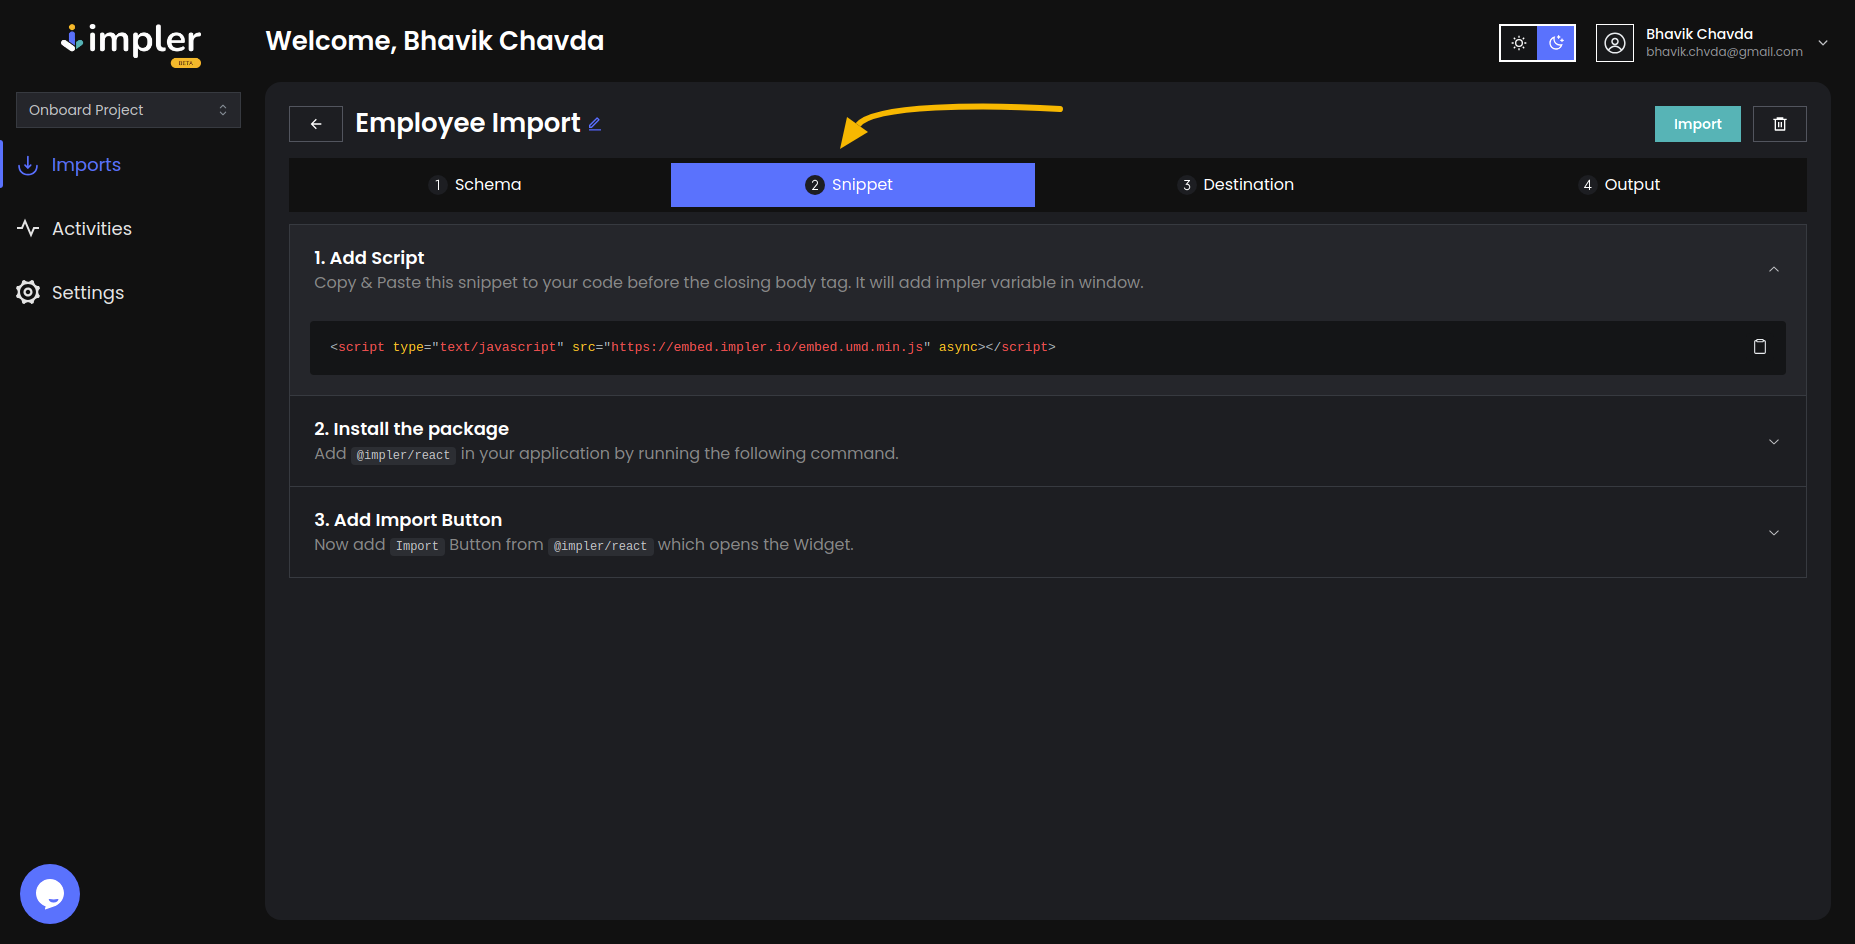 impler
BETA
Welcome, Bhavik Chavda
Bhavik Chavda
bhavik.chvda@gmail.com
Onboard Project
Imports
Activities
Settings
Employee Import
Import
1 Schema
2 Snippet
3 Destination
4 Output
1. Add Script
Copy & Paste this snippet to your code before the closing body tag. It will add impler variable in window.
<script type="text/javascript" src="https://embed.impler.io/embed.umd.min.js" async></script>
2. Install the package
Add @impler/react in your application by running the following command.
3. Add Import Button
Now add Import Button from @impler/react which opens the Widget.